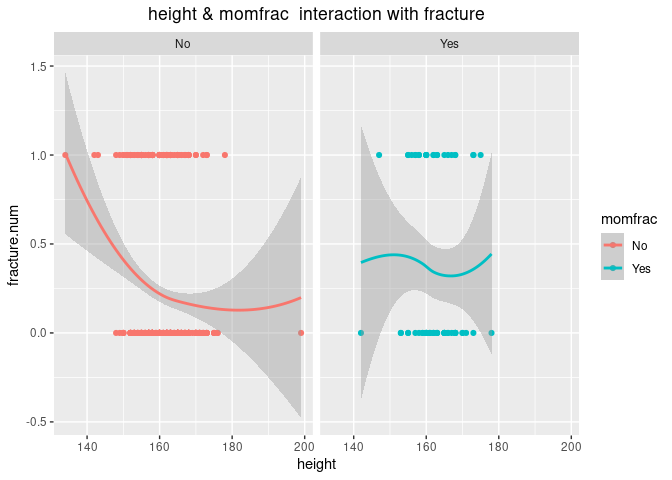 height & momfrac  interaction with fracture
No
Yes
1.5
1.0
0.5
0.0
-0.5
fracture.num
140
160
180
200
140
160
180
200
height
momfrac
No
Yes